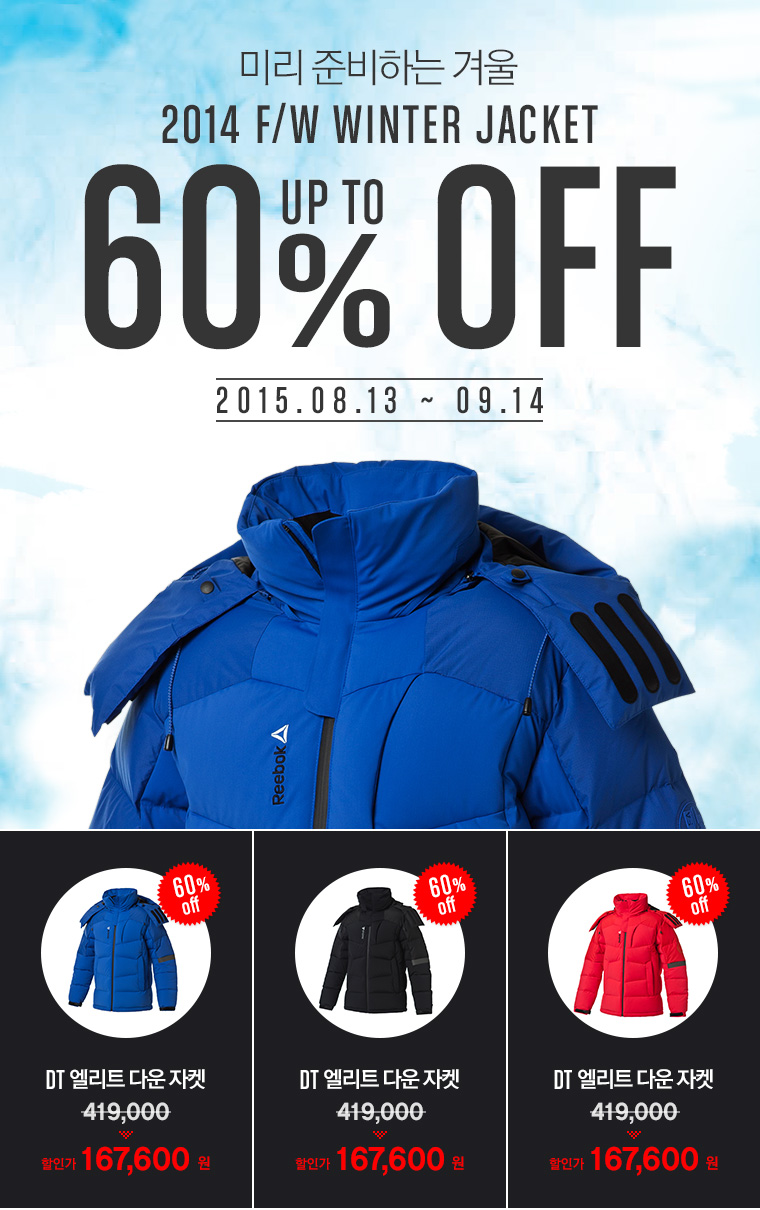 미리 준비하는 겨울
2014 F/W WINTER JACKET
60% UP TO OFF
2015.08.13 ~ 09.14
Reebok
60% off
60% off
60% off
DT 엘리트 다운 자켓
419,000
할인가 167,600 원
DT 엘리트 다운 자켓
419,000
할인가 167,600 원
DT 엘리트 다운 자켓
419,000
할인가 167,600 원